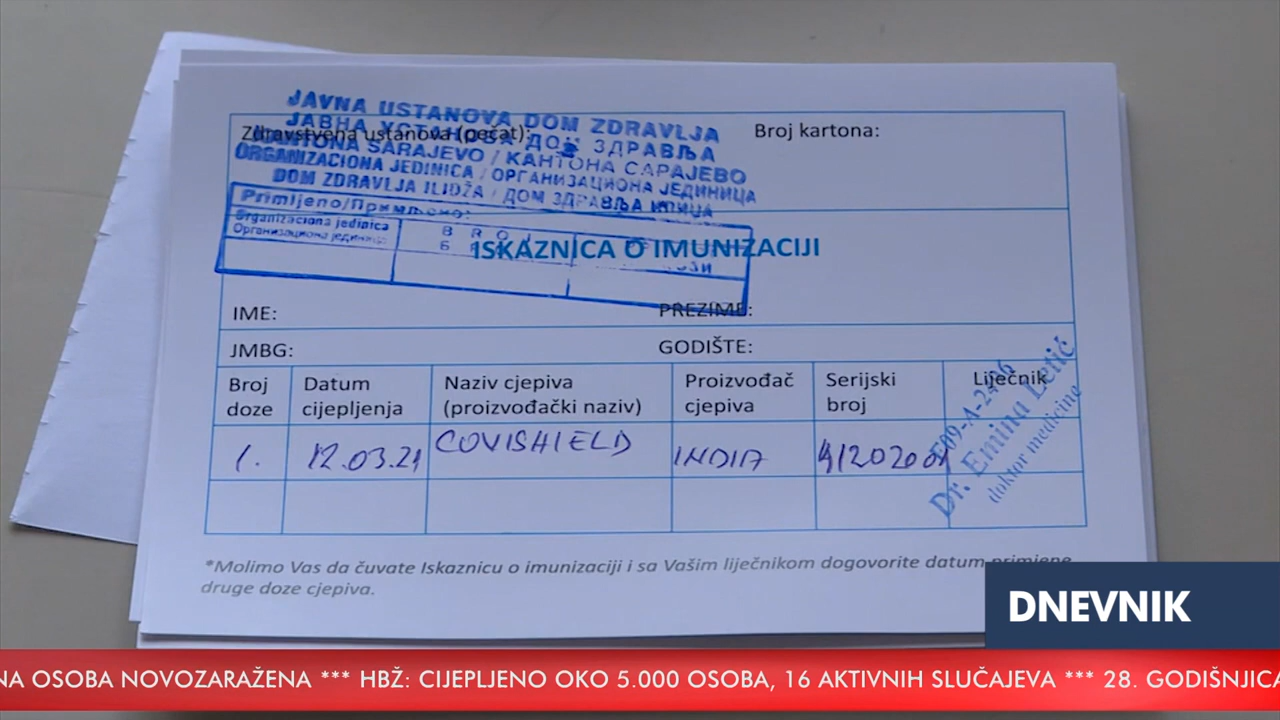 JAVNA USTANOVA DOM ZDRAVLJA
ЈАВНА УСТАНОВА ДОМ ЗДРАВЉА
Zdravstvena ustanova (pečat):
Broj kartona:
KANTONA SARAJEVO / КАНТОНА САРАЈЕВО
ORGANIZACIONA JEDINICA / ОРГАНИЗАЦИОНА ЈЕДИНИЦА
DOM ZDRAVLJA ILIDŽA / ДОМ ЗДРАВЉА
Primljeno/Примљено:
Organizaciona jedinica
Организациона јединица
BROJ
ISKAZNICA O IMUNIZACIJI
IME:
PREZIME:
JMBG:
GODIŠTE:
Broj doze
Datum cijepljenja
Naziv cjepiva (proizvođački naziv)
Proizvođač cjepiva
Serijski broj
Liječnik
1.
12.03.21
COVISHIELD
INDIA
Dr. Emina Letić
doktor medicine
*Molimo Vas da čuvate Iskaznicu o imunizaciji i sa Vašim liječnikom dogovorite datum primjene
druge doze cjepiva.
DNEVNIK
NA OSOBA NOVOZARAŽENA *** HBŽ: CIJEPLJENO OKO 5.000 OSOBA, 16 AKTIVNIH SLUČAJEVA *** 28. GODIŠNJICA